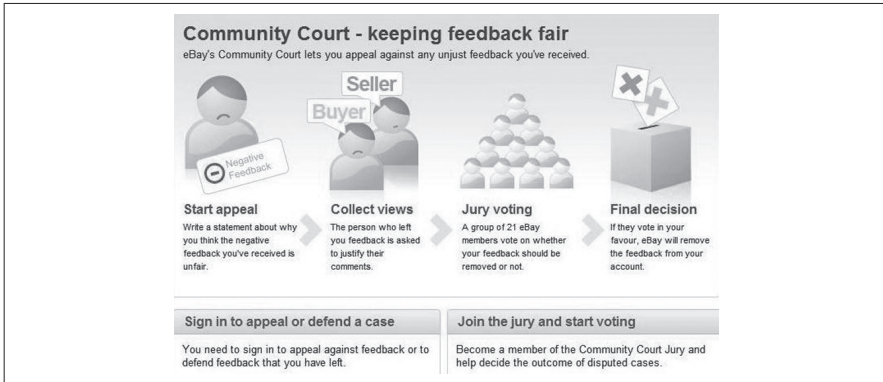 Community Court - keeping feedback fair
eBay's Community Court lets you appeal against any unjust feedback you've received.
Seller
Buyer
Negative
Feedback
Start appeal
Write a statement about why
you think the negative
feedback you've received is
unfair.
Collect views
The person who left
you feedback is asked
to justify their
comments.
Jury voting
A group of 21 eBay
members vote on whether
your feedback should be
removed or not.
Final decision
If they vote in your
favour, eBay will remove
the feedback from your
account.
Sign in to appeal or defend a case
You need to sign in to appeal against feedback or to
defend feedback that you have left.
Join the jury and start voting
Become a member of the Community Court Jury and
help decide the outcome of disputed cases.